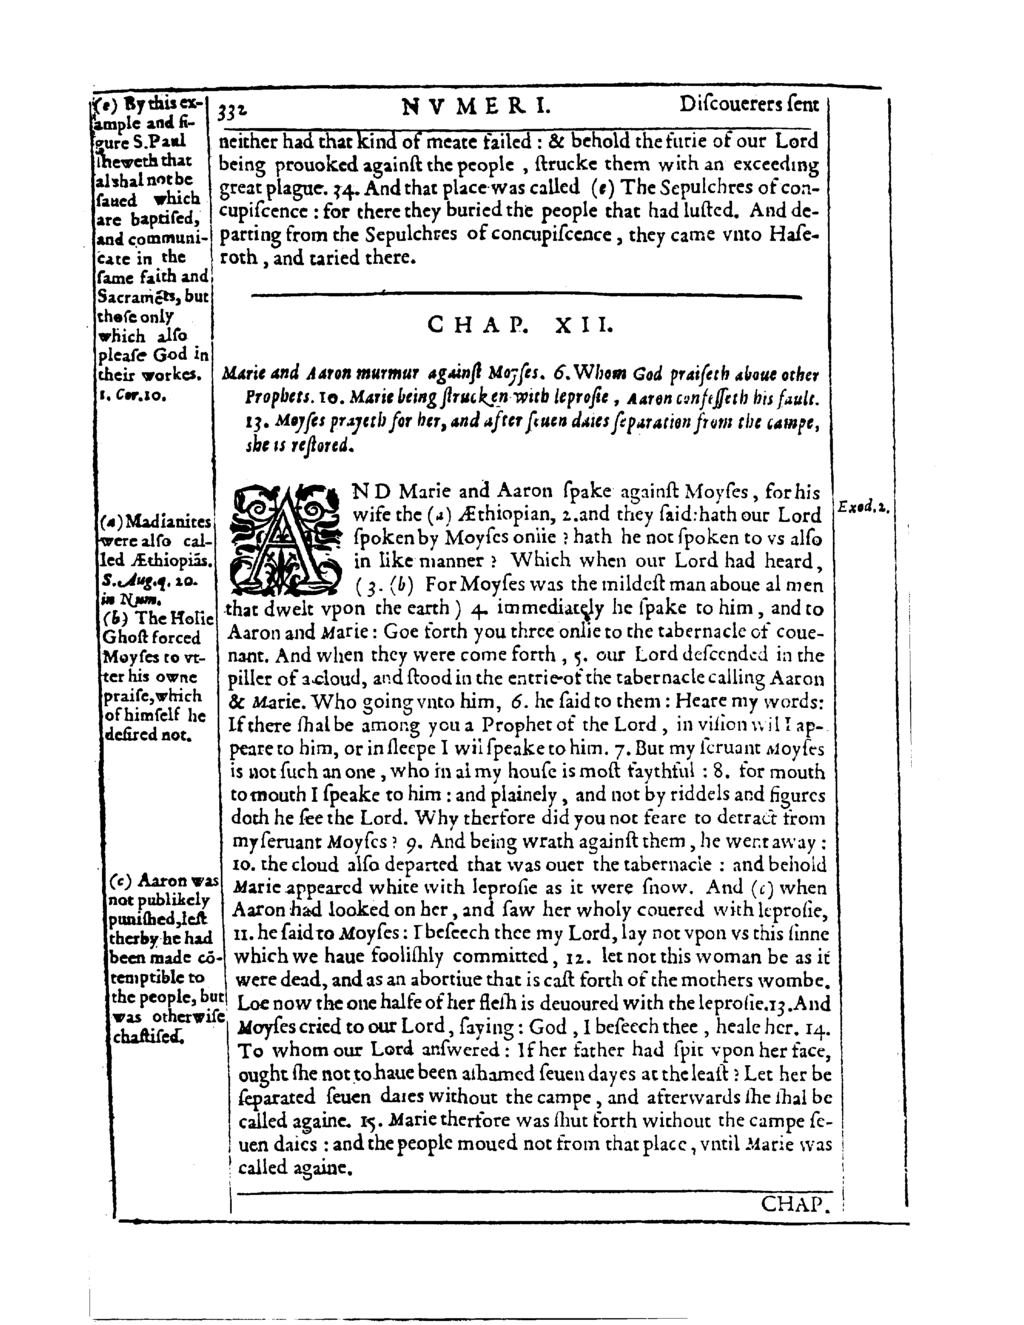 332 NVMERI. Diſcouerers ſent
(e) By this ex-
ample and fi-
gure S. Paul
ſheweth that
al shal not be
ſaued which
are baptiſed,
and communi-
cate in the
ſame faith and
Sacramẽts, but
thoſe only
which alſo
pleaſe God in
their workes.
1. Cor. 10.
neither had that kind of meate failed : & behold the furie of our Lord
being prouoked againſt the people , ſtrucke them with an exceeding
great plague. 34. And that place was called (e) The Sepulchres of con-
cupiſcence : for there they buried the people that had luſted. And de-
parting from the Sepulchres of concupiſcence , they came vnto Haſe-
roth , and taried there.
CHAP. XII.
Marie and Aaron murmur againſt Moyſes. 6. Whom God praiſeth aboue other
Prophets. 10. Marie being ſtrucken with leproſie , Aaron confeſſeth his fault.
13. Moyſes prayeth for her, and after ſeuen daies ſeparation from the campe,
she is reſtored.
(a) Madianites
were alſo cal-
led Æthiopiãs.
S. Aug. q. 20.
in Num.
(b) The Holie
Ghoſt forced
Moyſes to vt-
ter his owne
praiſe, which
of himſelf he
deſired not.
(c) Aaron was
not publikely
puniſhed, leſt
therby he had
been made cõ-
temptible to
the people, but
was otherwiſe
chaſtiſed.
AND Marie and Aaron ſpake againſt Moyſes , for his
wife the (a) Æthiopian, 2. and they ſaid: hath our Lord
ſpoken by Moyſes onlie ? hath he not ſpoken to vs alſo
in like manner ? Which when our Lord had heard,
( 3. (b) For Moyſes was the mildeſt man aboue al men
that dwelt vpon the earth ) 4. immediately he ſpake to him , and to
Aaron and Marie : Goe forth you three onlie to the tabernacle of coue-
nant. And when they were come forth , 5. our Lord deſcended in the
piller of a cloud, and ſtood in the entrie of the tabernacle calling Aaron
& Marie. Who going vnto him, 6. he ſaid to them : Heare my words:
If there ſhal be among you a Prophet of the Lord , in viſion wil I ap-
peare to him, or in ſleepe I wil ſpeake to him. 7. But my ſeruant Moyſes
is not ſuch an one , who in al my houſe is moſt faythful : 8. for mouth
to mouth I ſpeake to him : and plainely , and not by riddels and figures
doth he ſee the Lord. Why therfore did you not feare to detract from
my ſeruant Moyſes ? 9. And being wrath againſt them , he went away :
10. the cloud alſo departed that was ouer the tabernacle : and behold
Marie appeared white with leproſie as it were ſnow. And (c) when
Aaron had looked on her , and ſaw her wholy couered with leproſie,
11. he ſaid to Moyſes : I beſeech thee my Lord, lay not vpon vs this ſinne
which we haue fooliſhly committed , 12. let not this woman be as it
were dead, and as an abortiue that is caſt forth of the mothers wombe.
Loe now the one halfe of her fleſh is deuoured with the leproſie. 13. And
Moyſes cried to our Lord , ſaying : God , I beſeech thee , heale her. 14.
To whom our Lord anſwered : If her father had ſpit vpon her face,
ought ſhe not to haue been aſhamed ſeuen dayes at the leaſt ? Let her be
ſeparated ſeuen daies without the campe , and afterwards ſhe ſhal be
called againe. 15. Marie therfore was ſhut forth without the campe ſe-
uen daies : and the people moued not from that place , vntil Marie was
called againe.
Exod. 2.
CHAP.